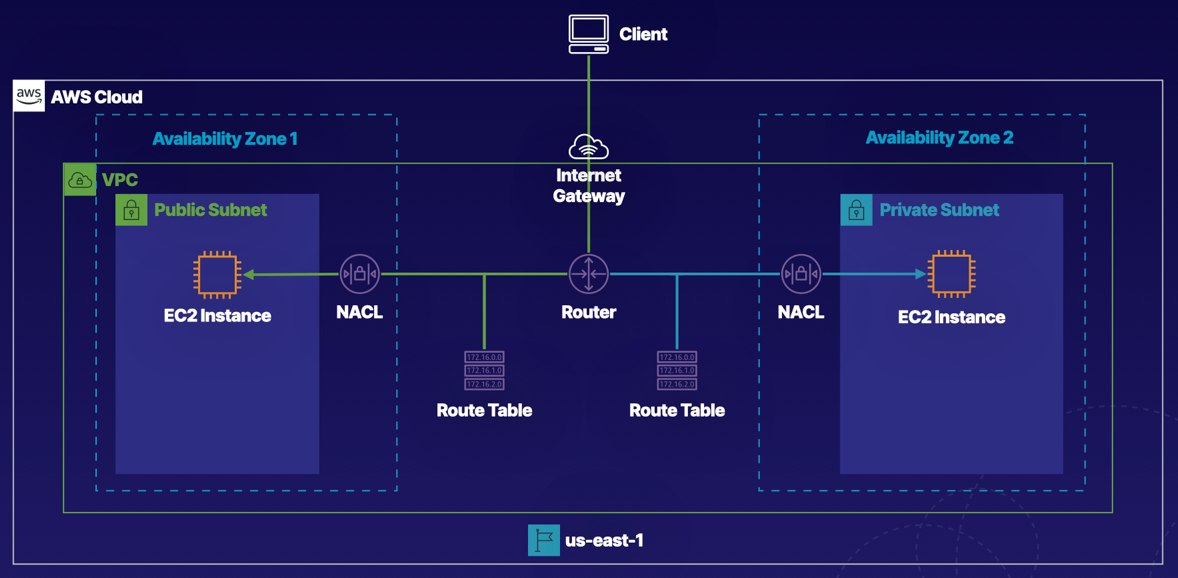 Client
aws
AWS Cloud
Availability Zone 1
Availability Zone 2
Internet
Gateway
VPC
Public Subnet
Private Subnet
EC2 Instance
NACL
Router
NACL
EC2 Instance
172.16.0.0
172.16.1.0
172.16.2.0
Route Table
172.16.0.0
172.16.1.0
172.16.2.0
Route Table
us-east-1